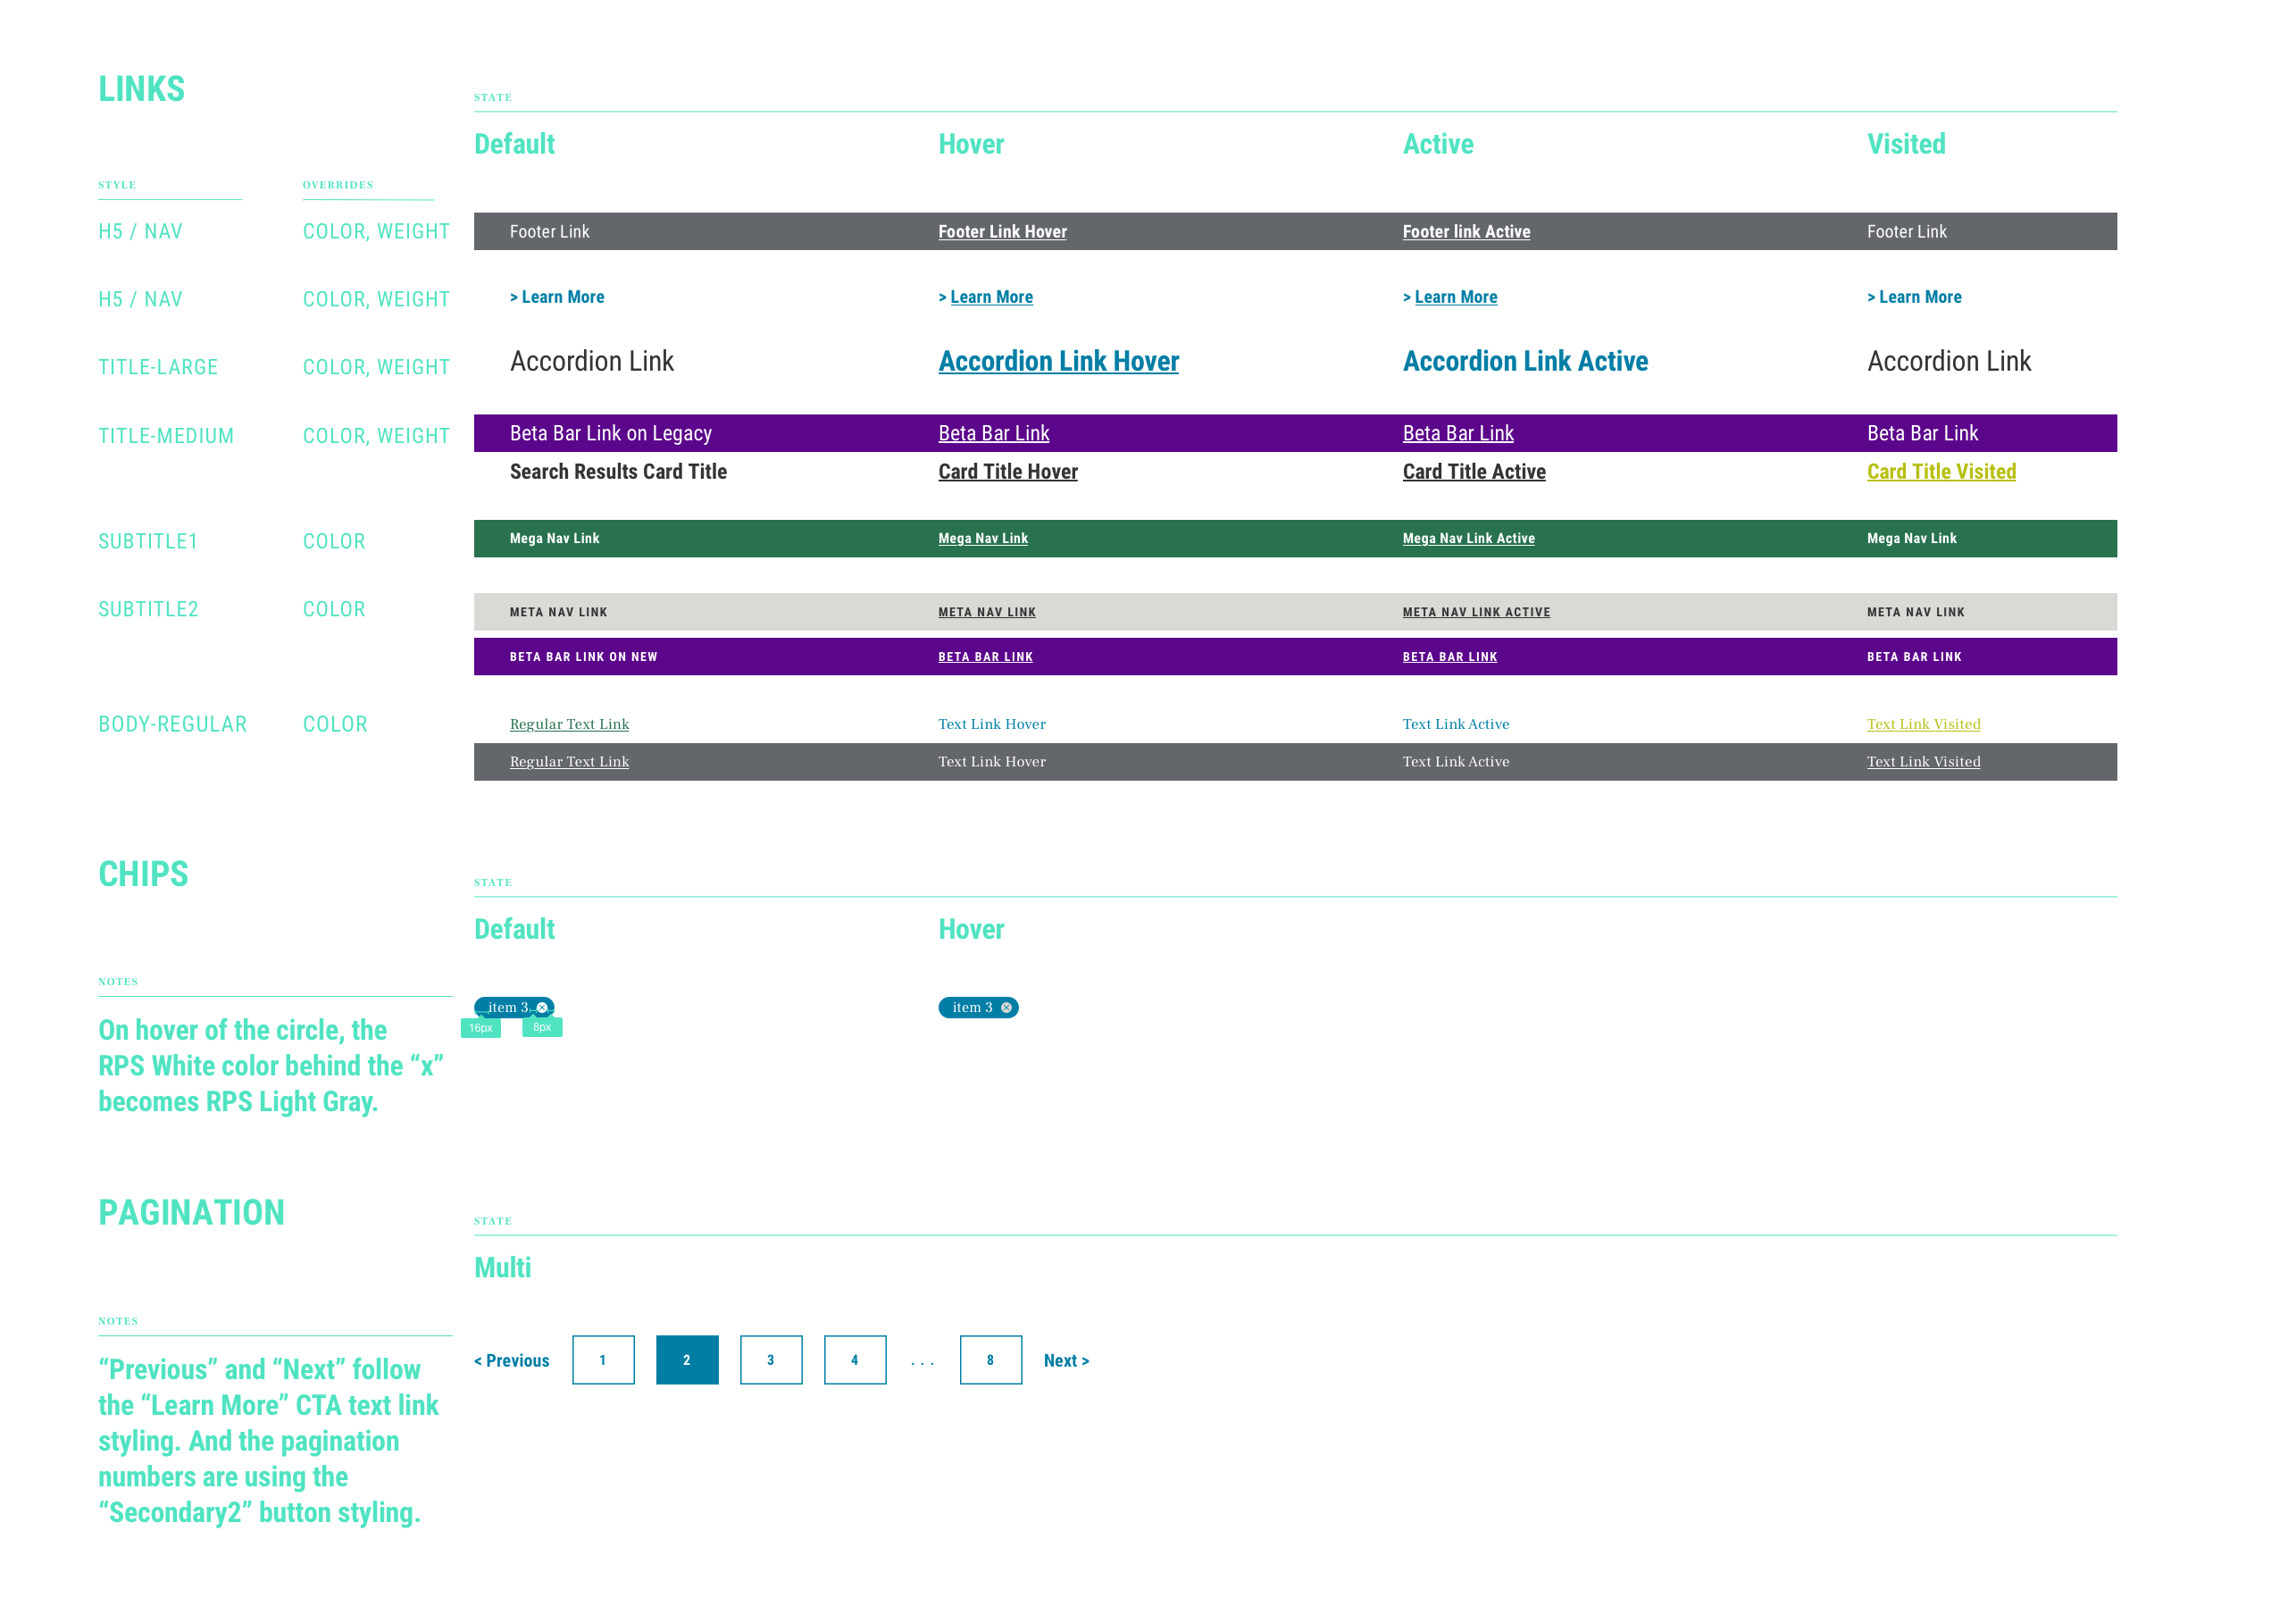 LINKS
STATE
Default Hover Active Visited
STYLE OVERRIDES
H5 / NAV COLOR, WEIGHT Footer Link Footer Link Hover Footer link Active Footer Link
H5 / NAV COLOR, WEIGHT > Learn More > Learn More > Learn More > Learn More
TITLE-LARGE COLOR, WEIGHT Accordion Link Accordion Link Hover Accordion Link Active Accordion Link
TITLE-MEDIUM COLOR, WEIGHT Beta Bar Link on Legacy Beta Bar Link Beta Bar Link Beta Bar Link
Search Results Card Title Card Title Hover Card Title Active Card Title Visited
SUBTITLE1 COLOR Mega Nav Link Mega Nav Link Mega Nav Link Active Mega Nav Link
SUBTITLE2 COLOR META NAV LINK META NAV LINK META NAV LINK ACTIVE META NAV LINK
BETA BAR LINK ON NEW BETA BAR LINK BETA BAR LINK BETA BAR LINK
BODY-REGULAR COLOR Regular Text Link Text Link Hover Text Link Active Text Link Visited
Regular Text Link Text Link Hover Text Link Active Text Link Visited
CHIPS
STATE
Default Hover
NOTES
item 3 item 3
16px 8px
On hover of the circle, the
RPS White color behind the “x”
becomes RPS Light Gray.
PAGINATION
STATE
Multi
NOTES
< Previous 1 2 3 4 . . . 8 Next >
“Previous” and “Next” follow
the “Learn More” CTA text link
styling. And the pagination
numbers are using the
“Secondary2” button styling.